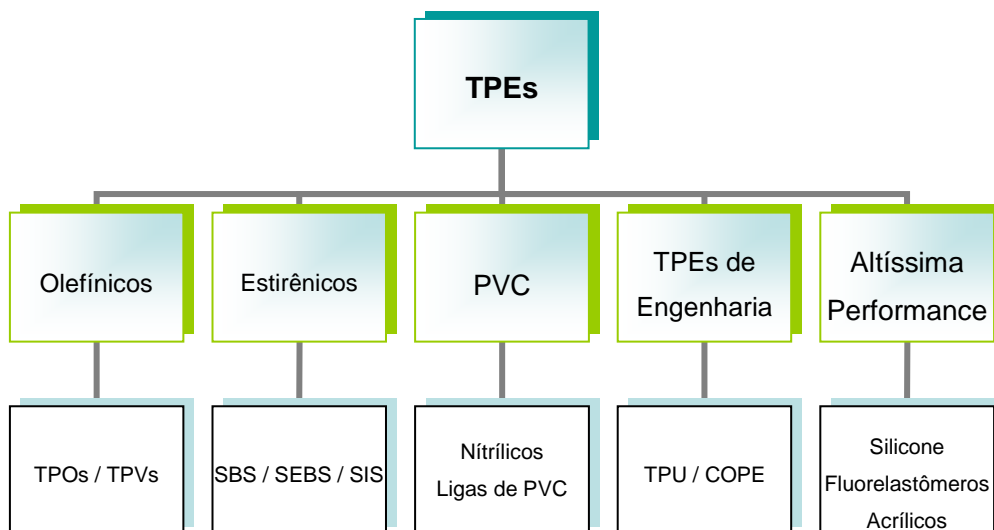 TPEs
Olefínicos
Estirênicos
PVC
TPEs de
Engenharia
Altíssima
Performance
TPOs / TPVs
SBS / SEBS / SIS
Nítrílicos
Ligas de PVC
TPU / COPE
Silicone
Fluorelastômeros
Acrílicos